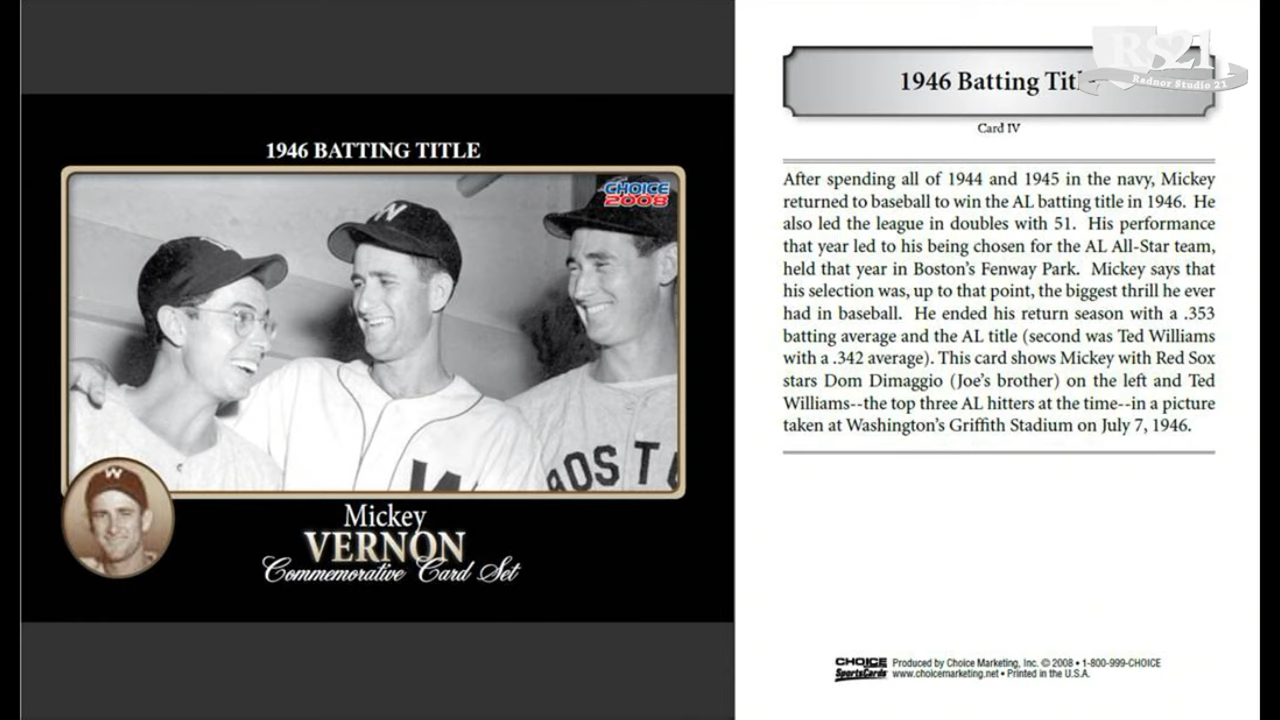 1946 BATTING TITLE
CHOICE
2008
W
W
BOST
W
Mickey
VERNON
Commemorative Card Set
RS21
Radnor Studio 21
1946 Batting
Card IV
After spending all of 1944 and 1945 in the navy, Mickey
returned to baseball to win the AL batting title in 1946. He
also led the league in doubles with 51. His performance
that year led to his being chosen for the AL All-Star team,
held that year in Boston's Fenway Park. Mickey says that
his selection was, up to that point, the biggest thrill he ever
had in baseball. He ended his return season with a .353
batting average and the AL title (second was Ted Williams
with a .342 average). This card shows Mickey with Red Sox
stars Dom Dimaggio (Joe's brother) on the left and Ted
Williams--the top three AL hitters at the time--in a picture
taken at Washington's Griffith Stadium on July 7, 1946.
CHOICE
SportsCards
Produced by Choice Marketing, Inc. © 2008 • 1-800-999-CHOICE
www.choicemarketing.net • Printed in the U.S.A.